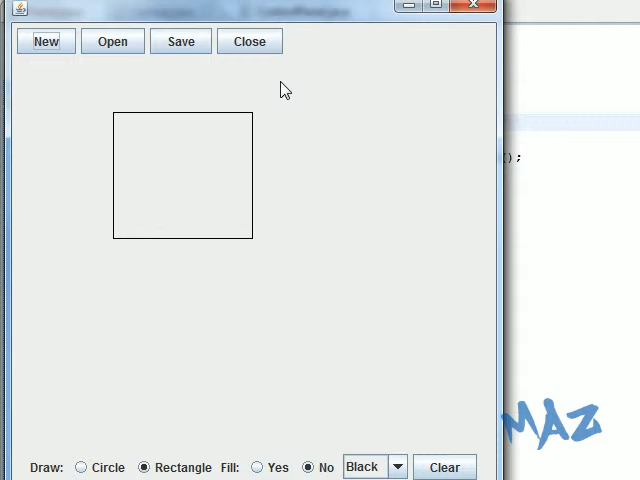 New Open Save Close
();
MAZ
Draw: Circle Rectangle Fill: Yes No Black Clear